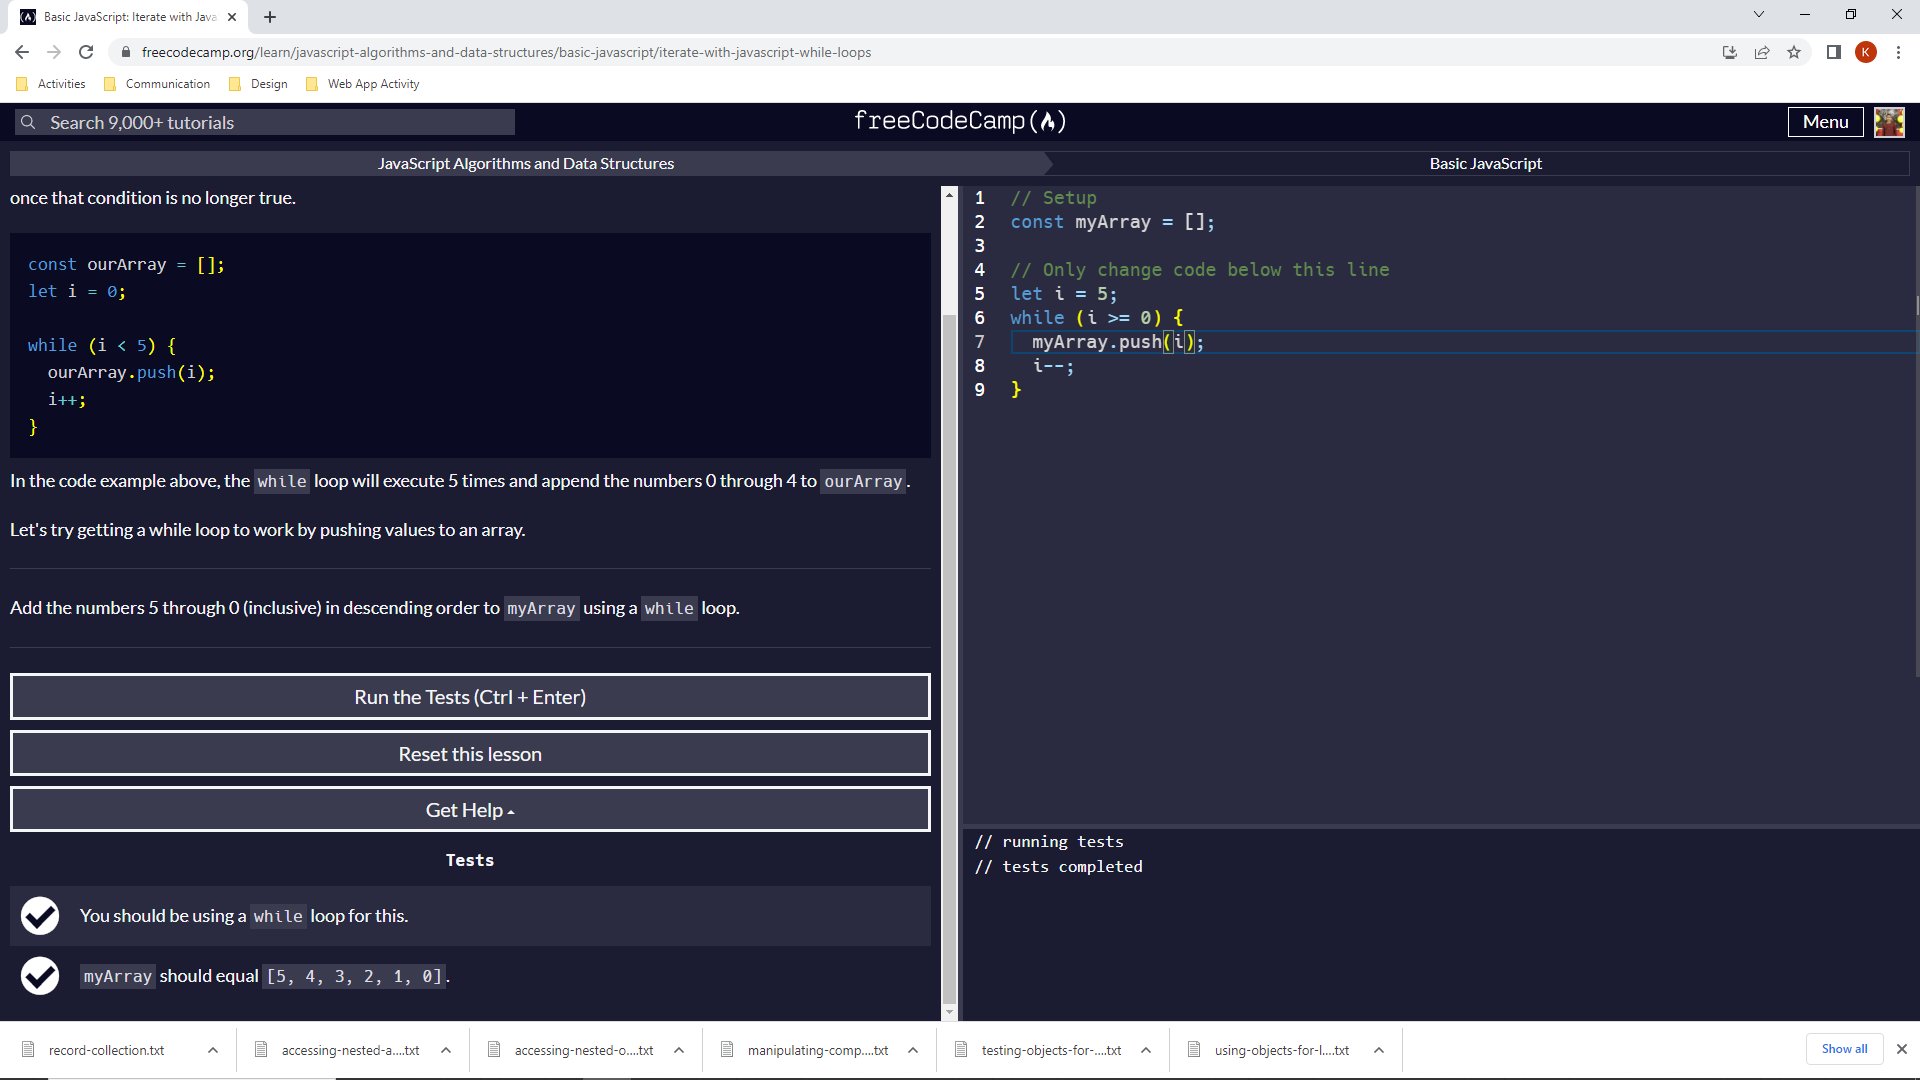 Basic JavaScript: Iterate with Java
freecodecamp.org/learn/javascript-algorithms-and-data-structures/basic-javascript/iterate-with-javascript-while-loops
K
Activities
Communication
Design
Web App Activity
Search 9,000+ tutorials
freeCodeCamp(
)
Menu
JavaScript Algorithms and Data Structures
Basic JavaScript
once that condition is no longer true.
const ourArray = [];
let i = 0;
while (i < 5) {
ourArray.push(i);
i++;
}
In the code example above, the while loop will execute 5 times and append the numbers 0 through 4 to ourArray.
Let's try getting a while loop to work by pushing values to an array.
Add the numbers 5 through 0 (inclusive) in descending order to myArray using a while loop.
Run the Tests (Ctrl + Enter)
Reset this lesson
Get Help
Tests
You should be using a while loop for this.
myArray should equal [5, 4, 3, 2, 1, 0].
1 // Setup
2 const myArray = [];
3
4 // Only change code below this line
5 let i = 5;
6 while (i >= 0) {
7 myArray.push(i);
8 i--;
9 }
// running tests
// tests completed
record-collection.txt
accessing-nested-a....txt
accessing-nested-o....txt
manipulating-comp....txt
testing-objects-for-....txt
using-objects-for-l....txt
Show all